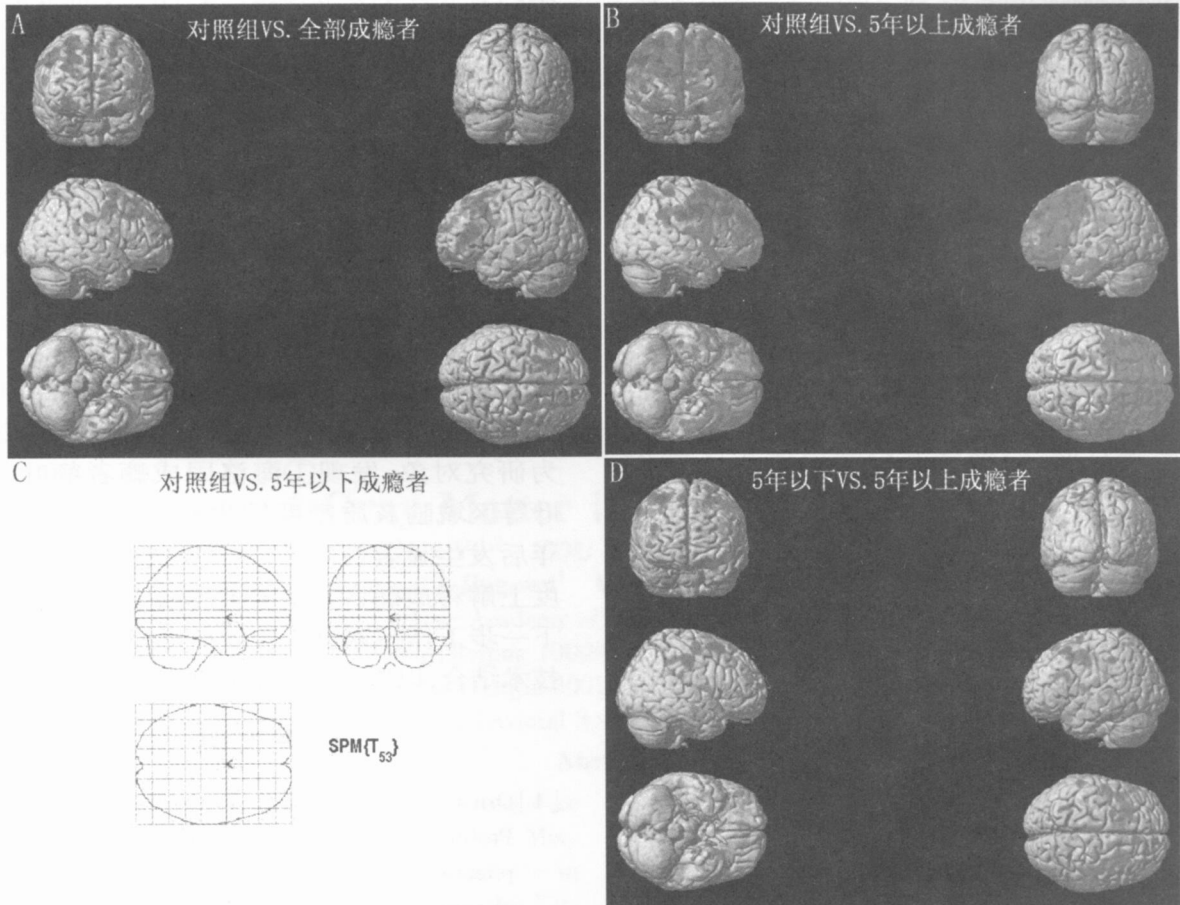 A
对照组VS.全部成瘾者
B
对照组VS.5年以上成瘾者
C
对照组VS.5年以下成瘾者
SPM{T53}
D
5年以下VS.5年以上成瘾者